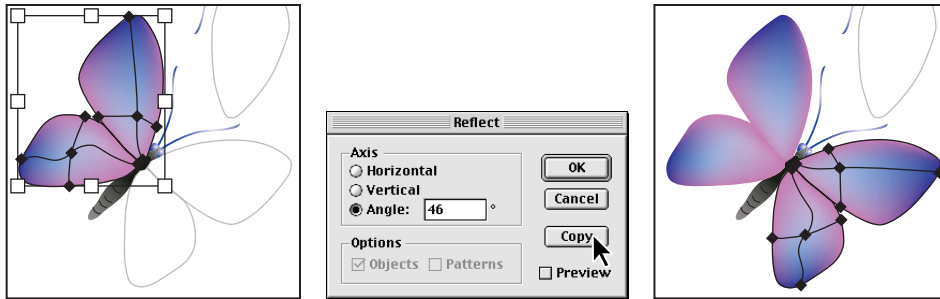 Reflect
Axis
Horizontal
Vertical
Angle: 46 °
Options
Objects Patterns
OK
Cancel
Copy
Preview